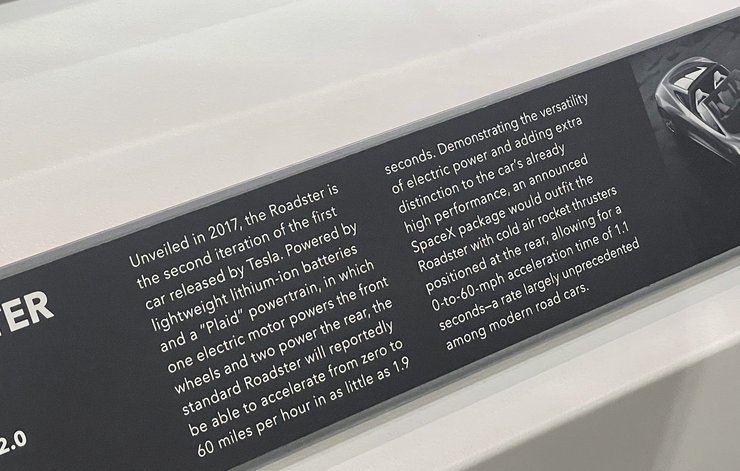 TER
2.0
Unveiled in 2017, the Roadster is
the second iteration of the first
car released by Tesla. Powered by
lightweight lithium-ion batteries
and a "Plaid" powertrain, in which
one electric motor powers the front
wheels and two power the rear, the
standard Roadster will reportedly
be able to accelerate from zero to
60 miles per hour in as little as 1.9
seconds. Demonstrating the versatility
of electric power and adding extra
distinction to the car's already
high performance, an announced
SpaceX package would outfit the
Roadster with cold air rocket thrusters
positioned at the rear, allowing for a
0-to-60-mph acceleration time of 1.1
seconds–a rate largely unprecedented
among modern road cars.